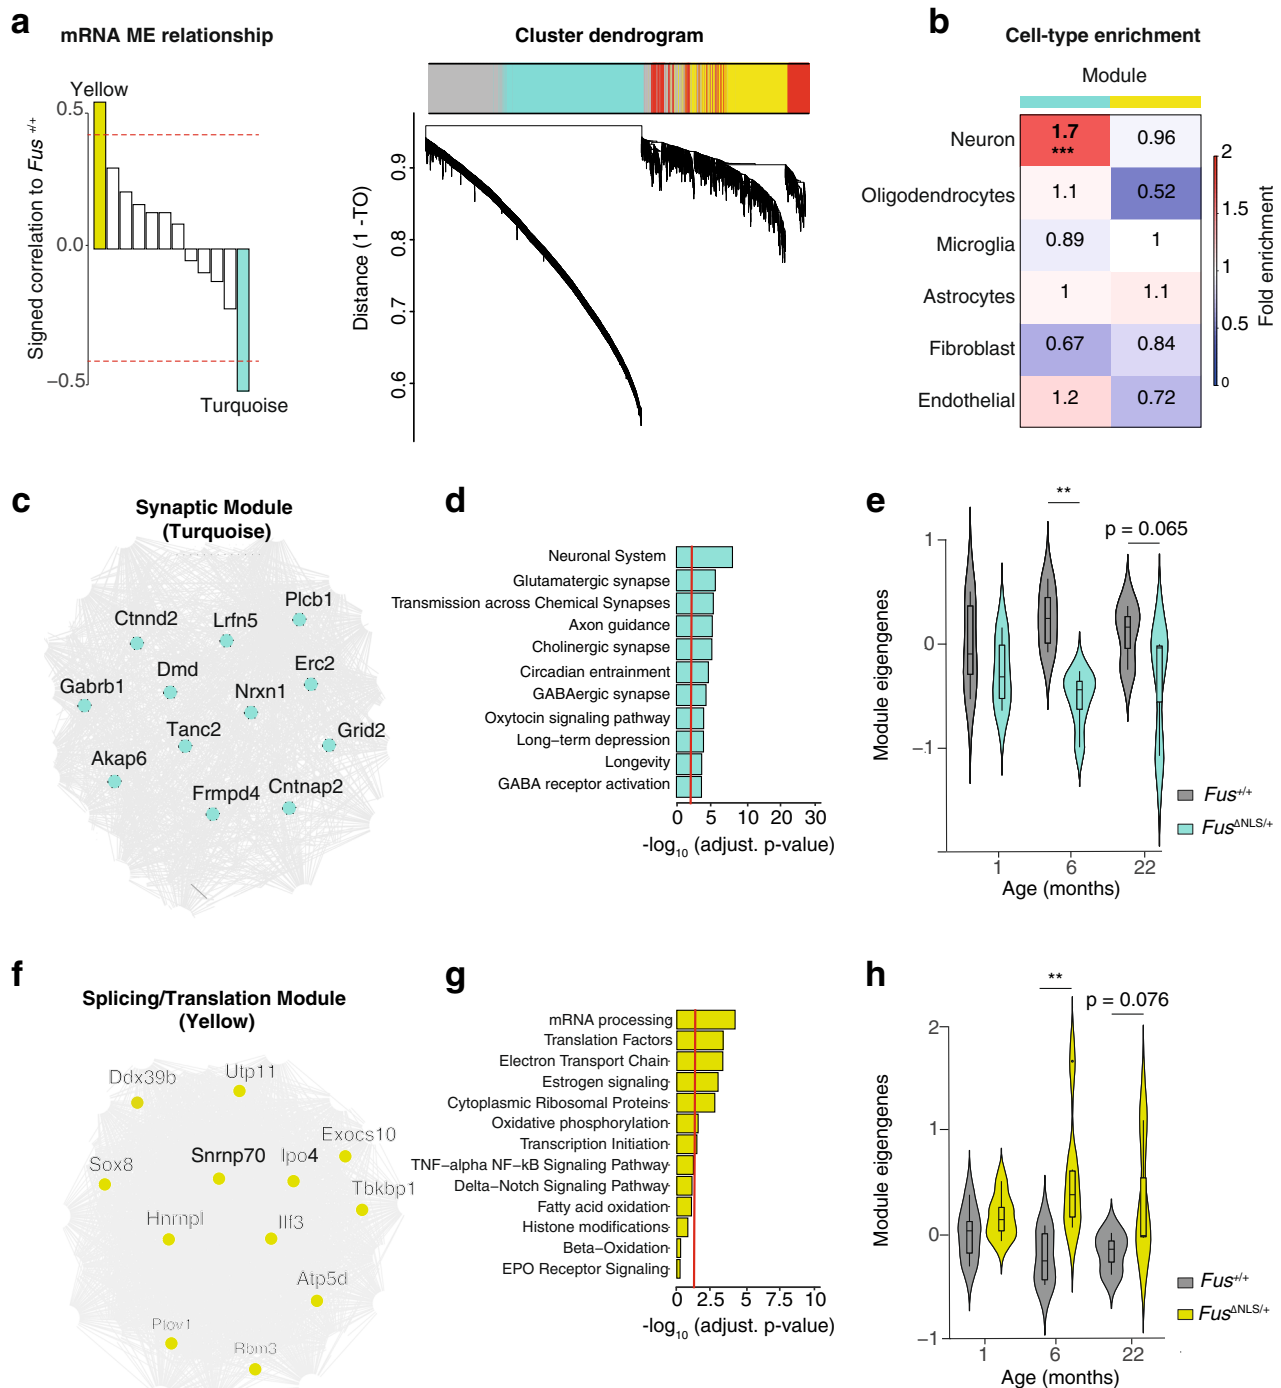 a
mRNA ME relationship
Cluster dendrogram
Yellow
0.5
0.0
−0.5
Signed correlation to Fus +/+
Turquoise
Distance (1 -TO)
0.9
0.8
0.7
0.6
b
Cell-type enrichment
Module
Neuron 1.7 *** 0.96
Oligodendrocytes 1.1 0.52
Microglia 0.89 1
Astrocytes 1 1.1
Fibroblast 0.67 0.84
Endothelial 1.2 0.72
2
1.5
1
0.5
0
Fold enrichment
c
Synaptic Module
(Turquoise)
Plcb1
Ctnnd2
Lrfn5
Dmd
Erc2
Gabrb1
Nrxn1
Tanc2
Grid2
Akap6
Frmpd4
Cntnap2
d
Neuronal System
Glutamatergic synapse
Transmission across Chemical Synapses
Axon guidance
Cholinergic synapse
Circadian entrainment
GABAergic synapse
Oxytocin signaling pathway
Long-term depression
Longevity
GABA receptor activation
0 5 10 20 30
-log10 (adjust. p-value)
e
**
p = 0.065
1
0
−1
Module eigengenes
Fus+/+
FusΔNLS/+
1 6 22
Age (months)
f
Splicing/Translation Module
(Yellow)
Ddx39b
Utp11
Exocs10
Sox8
Snrnp70
Ipo4
Tbkbp1
Hnrnpl
Ilf3
Atp5d
Ptov1
Rbm3
g
mRNA processing
Translation Factors
Electron Transport Chain
Estrogen signaling
Cytoplasmic Ribosomal Proteins
Oxidative phosphorylation
Transcription Initiation
TNF−alpha NF−kB Signaling Pathway
Delta−Notch Signaling Pathway
Fatty acid oxidation
Histone modifications
Beta−Oxidation
EPO Receptor Signaling
0 2.5 5 7.5 10
-log10 (adjust. p-value)
h
**
p = 0.076
2
1
0
−1
Module eigengenes
Fus+/+
FusΔNLS/+
1 6 22
Age (months)